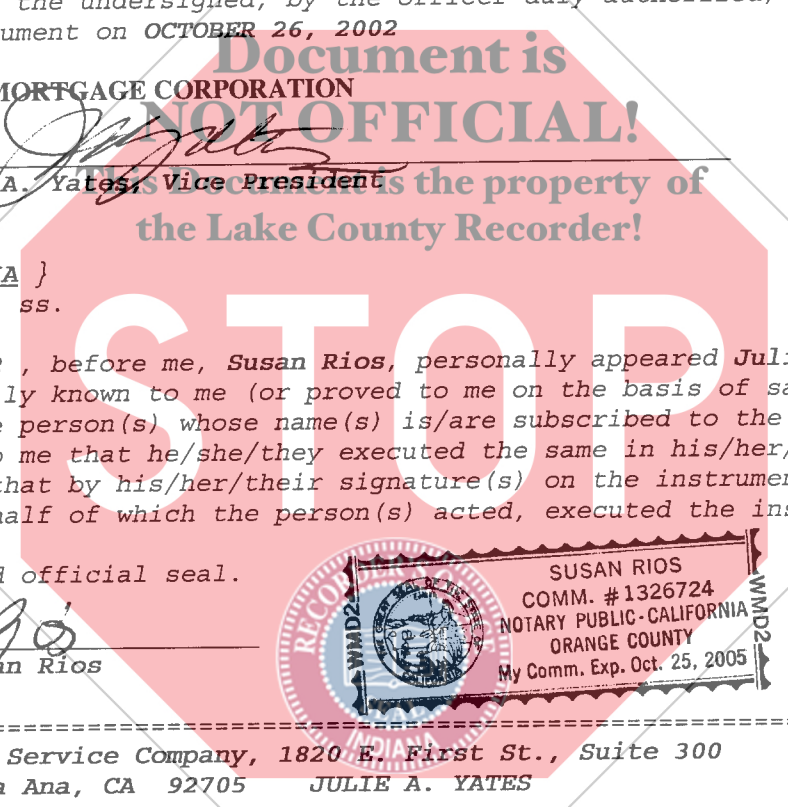 the undersigned, by the officer duly authorized,
ument on OCTOBER 26, 2002
Document is
MORTGAGE CORPORATION
NOT OFFICIAL!
A. Yates, Vice President
This Document is the property of
the Lake County Recorder!
A }
ss.
STOP
, before me, Susan Rios, personally appeared Juli
ly known to me (or proved to me on the basis of sa
e person(s) whose name(s) is/are subscribed to the
o me that he/she/they executed the same in his/her/
that by his/her/their signature(s) on the instrumen
half of which the person(s) acted, executed the ins
d official seal.
SUSAN RIOS
COMM. #1326724
NOTARY PUBLIC-CALIFORNIA
ORANGE COUNTY
My Comm. Exp. Oct. 25, 2005
WMD2
WMD2
an Rios
INDIANA
Service Company, 1820 E. First St., Suite 300
a Ana, CA 92705 JULIE A. YATES